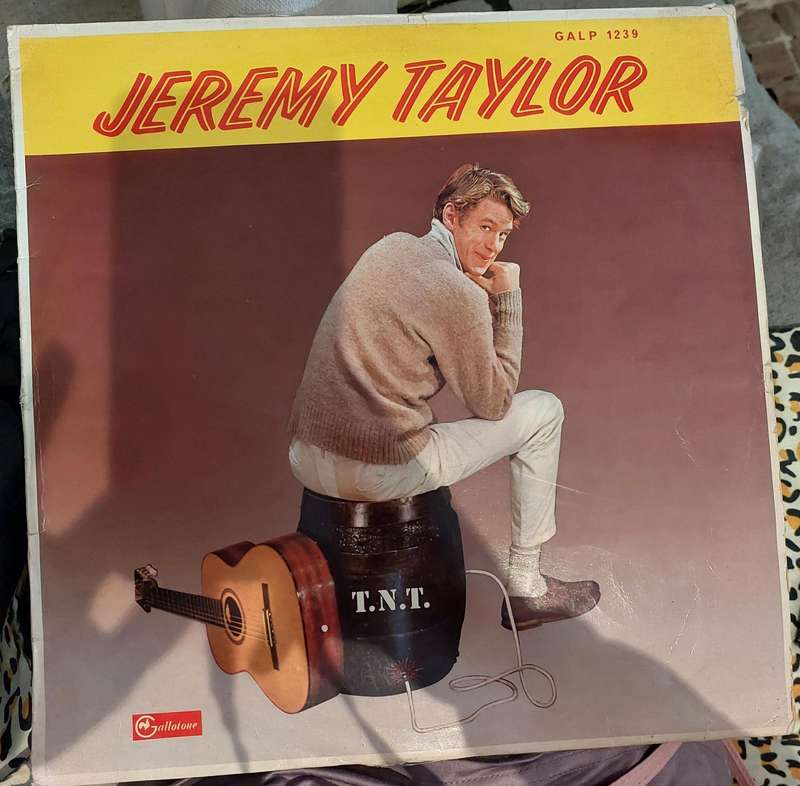 GALP 1239
JEREMY TAYLOR
T.N.T.
Gallotone